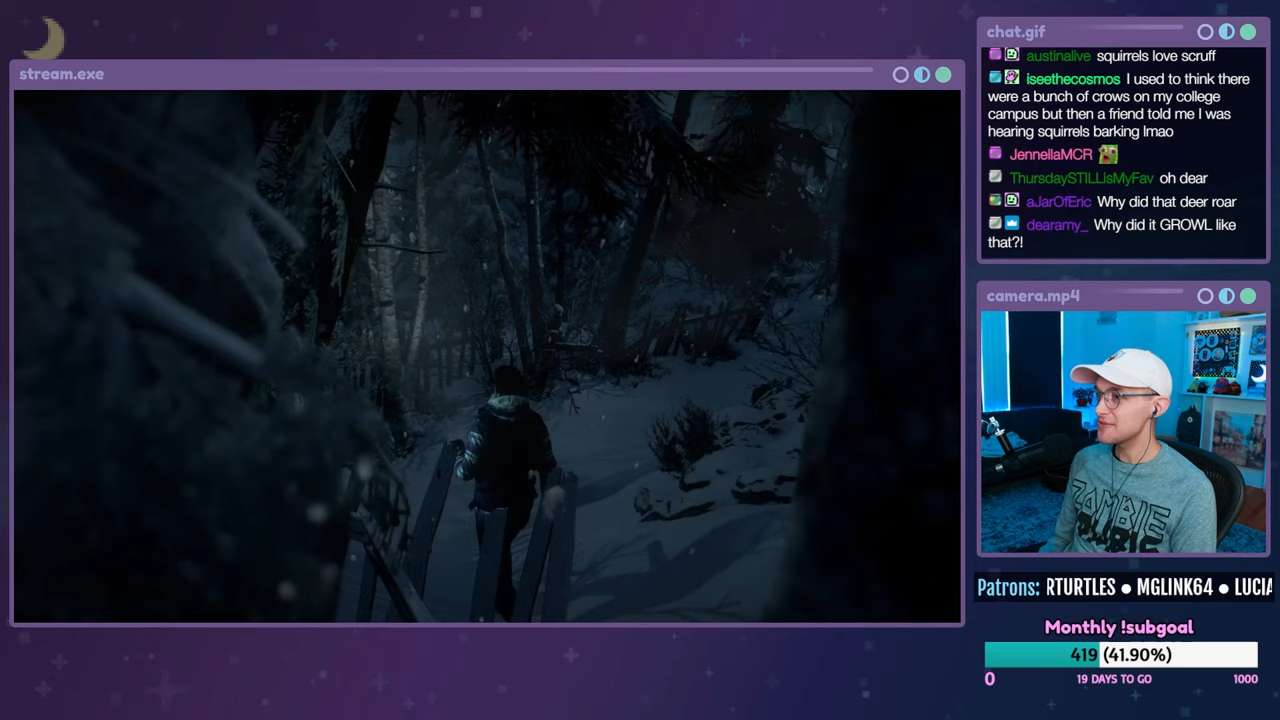 stream.exe
chat.gif
austinalive squirrels love scruff
iseethecosmos I used to think there
were a bunch of crows on my college
campus but then a friend told me I was
hearing squirrels barking lmao
JennellaMCR
ThursdaySTILLisMyFav oh dear
aJarOfEric Why did that deer roar
dearamy_ Why did it GROWL like
that?!
camera.mp4
ZAMBIE
Patrons: RTURTLES ● MGLINK64 ● LUCIA
Monthly !subgoal
419 (41.90%)
0 19 DAYS TO GO 1000